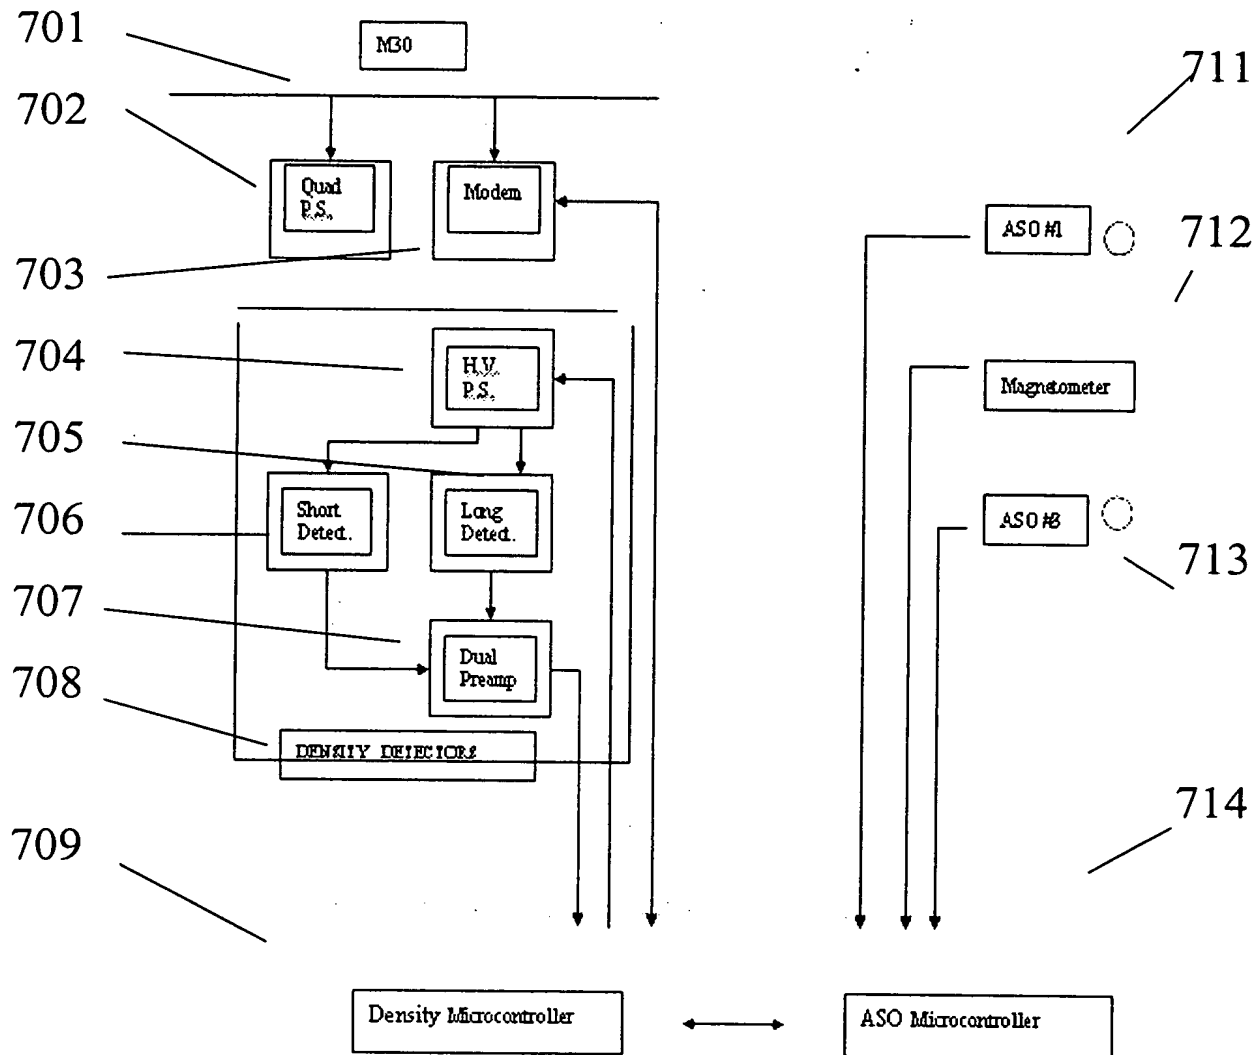 701
M30
711
702
Quad
P.S.
Modem
ASO #1
712
703
704
H.V.
P.S.
Magnetometer
705
706
Short
Detect.
Long
Detect.
ASO #3
713
707
Dual
Preamp
708
DENSITY DETECTORS
714
709
Density Microcontroller
ASO Microcontroller